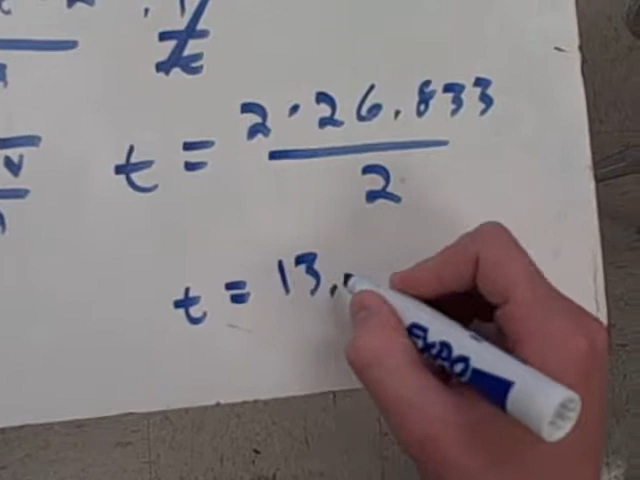 t = 2 · 26.833
2
t = 13.
EXPO